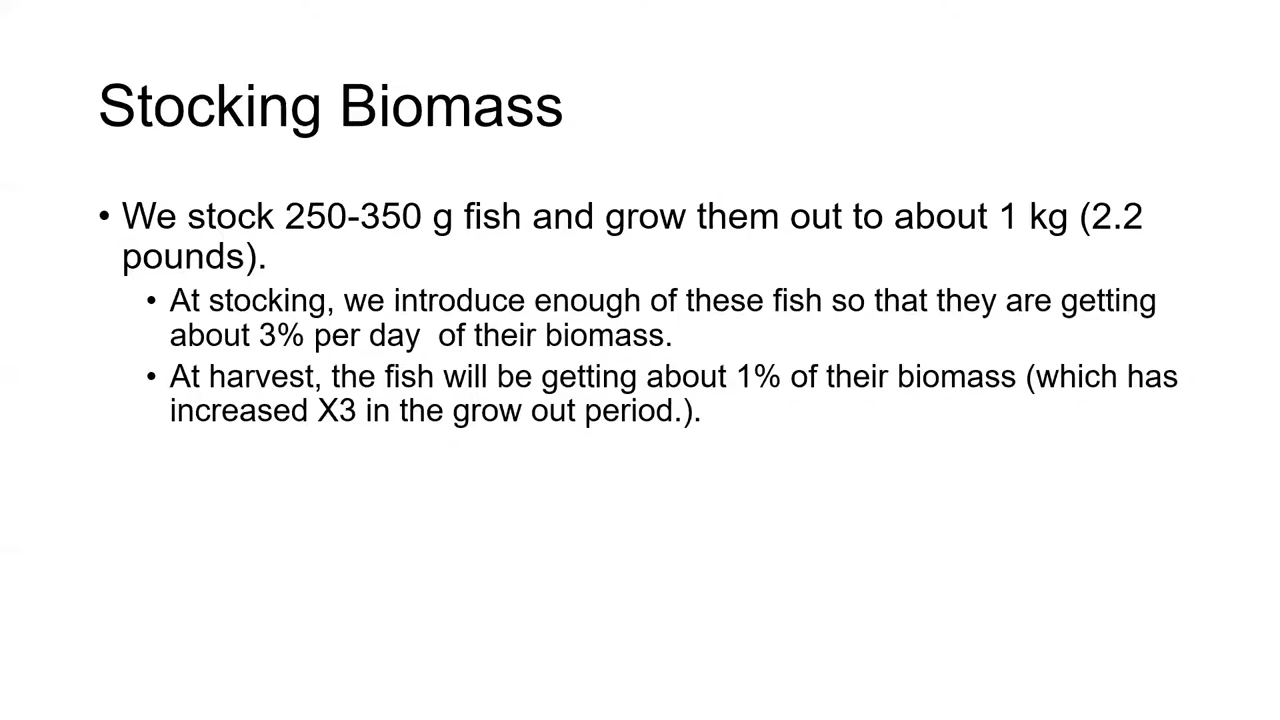 Stocking Biomass
• We stock 250-350 g fish and grow them out to about 1 kg (2.2
pounds).
• At stocking, we introduce enough of these fish so that they are getting
about 3% per day  of their biomass.
• At harvest, the fish will be getting about 1% of their biomass (which has
increased X3 in the grow out period.).